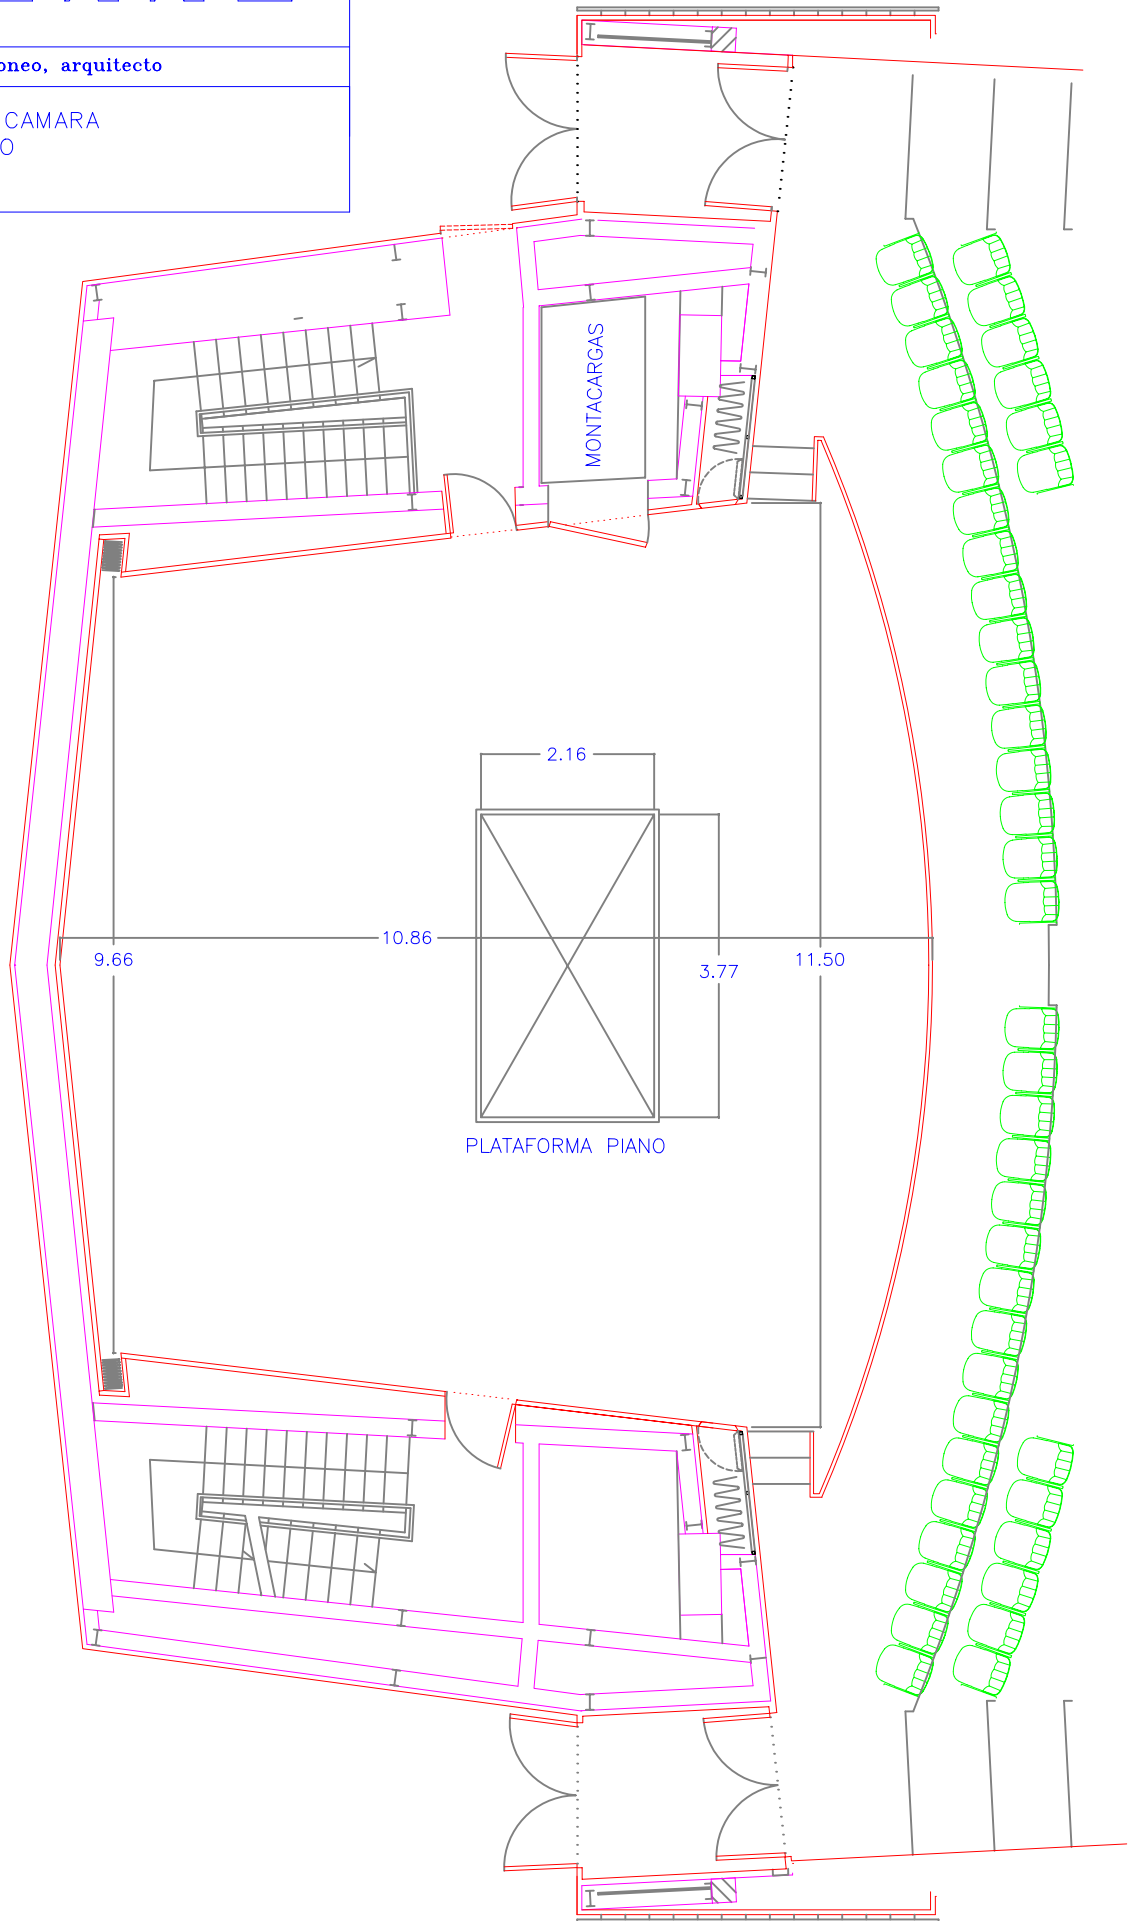 oneo, arquitecto
CAMARA
O
MONTACARGAS
2.16
10.86
9.66
3.77
11.50
PLATAFORMA PIANO